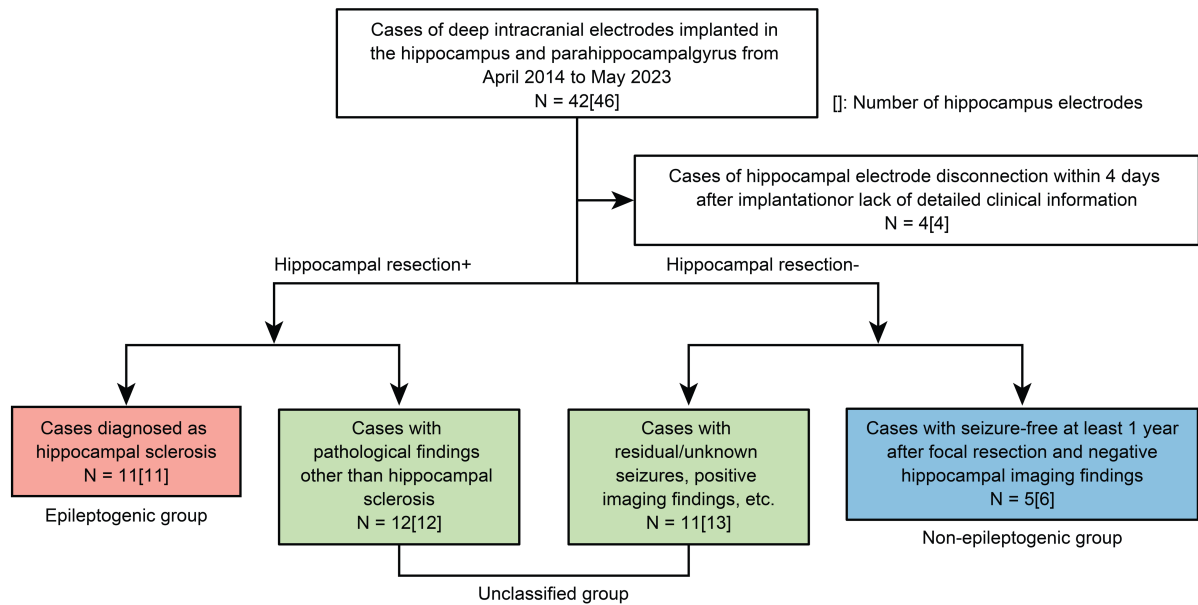 Cases of deep intracranial electrodes implanted in
the hippocampus and parahippocampalgyrus from
April 2014 to May 2023
N = 42[46]
[]: Number of hippocampus electrodes
Cases of hippocampal electrode disconnection within 4 days
after implantationor lack of detailed clinical information
N = 4[4]
Hippocampal resection+
Hippocampal resection-
Cases diagnosed as
hippocampal sclerosis
N = 11[11]
Epileptogenic group
Cases with
pathological findings
other than hippocampal
sclerosis
N = 12[12]
Cases with
residual/unknown
seizures, positive
imaging findings, etc.
N = 11[13]
Unclassified group
Cases with seizure-free at least 1 year
after focal resection and negative
hippocampal imaging findings
N = 5[6]
Non-epileptogenic group